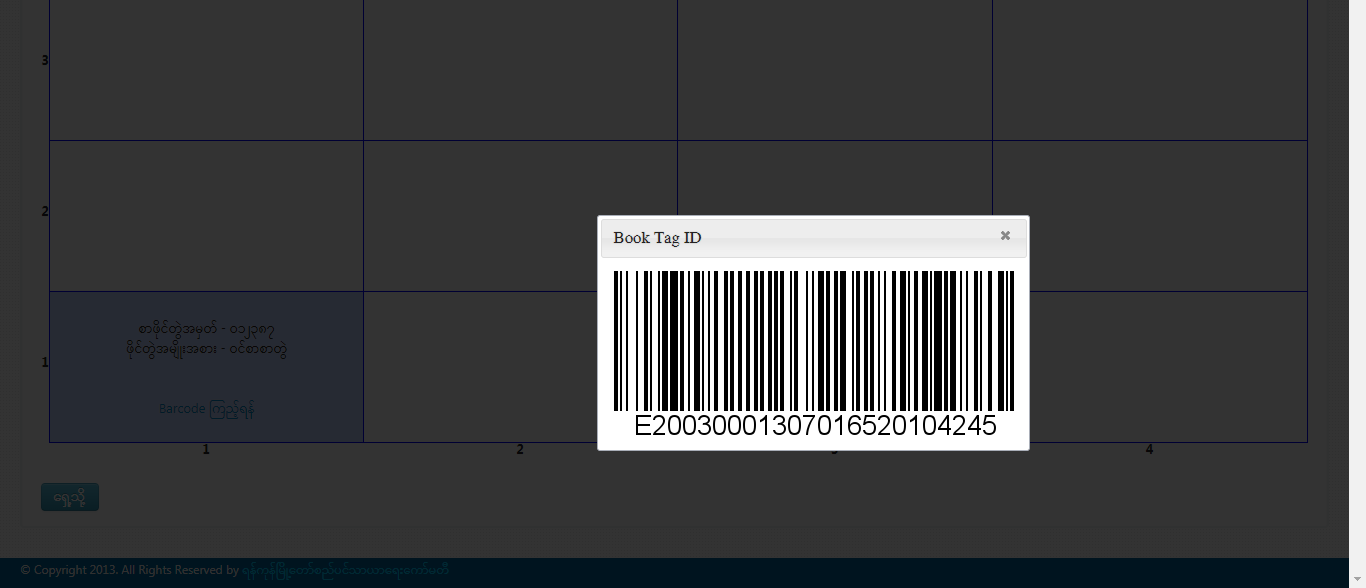 3
2
Book Tag ID
E20030001307016520104245
စာဖိုင်တွဲအမှတ် - ၀၁၂၃၈၇
ဖိုင်တွဲအမျိုးအစား - ဝင်စာစာတွဲ
1
Barcode ကြည့်ရန်
1 2 3 4
ရှေ့သို့
© Copyright 2013. All Rights Reserved by ရန်ကုန်မြို့တော်စည်ပင်သာယာရေးကော်မတီ